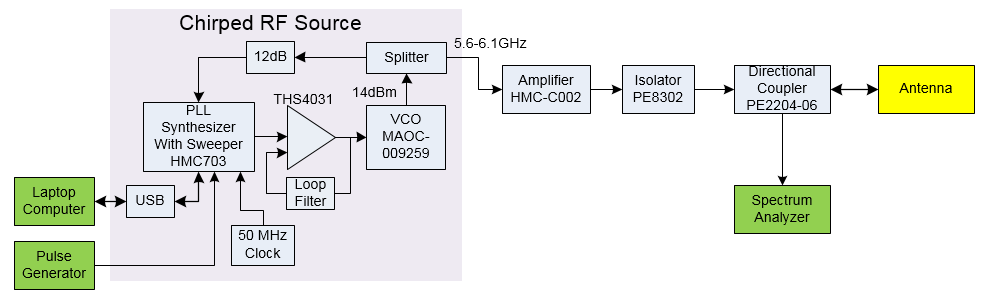 Chirped RF Source
12dB
Splitter
5.6-6.1GHz
14dBm
THS4031
PLL
Synthesizer
With Sweeper
HMC703
VCO
MAOC-
009259
Loop
Filter
Amplifier
HMC-C002
Isolator
PE8302
Directional
Coupler
PE2204-06
Antenna
Laptop
Computer
USB
Spectrum
Analyzer
50 MHz
Clock
Pulse
Generator